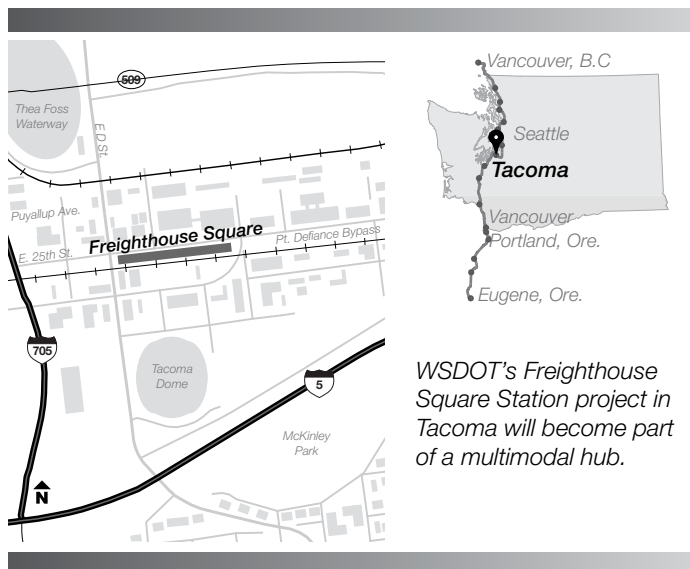 509
Thea Foss
Waterway
E D St.
Puyallup Ave.
E. 25th St.
Freighthouse Square
Pt. Defiance Bypass
705
Tacoma
Dome
5
McKinley
Park
N
Vancouver, B.C
Seattle
Tacoma
Vancouver
Portland, Ore.
Eugene, Ore.
WSDOT's Freighthouse
Square Station project in
Tacoma will become part
of a multimodal hub.